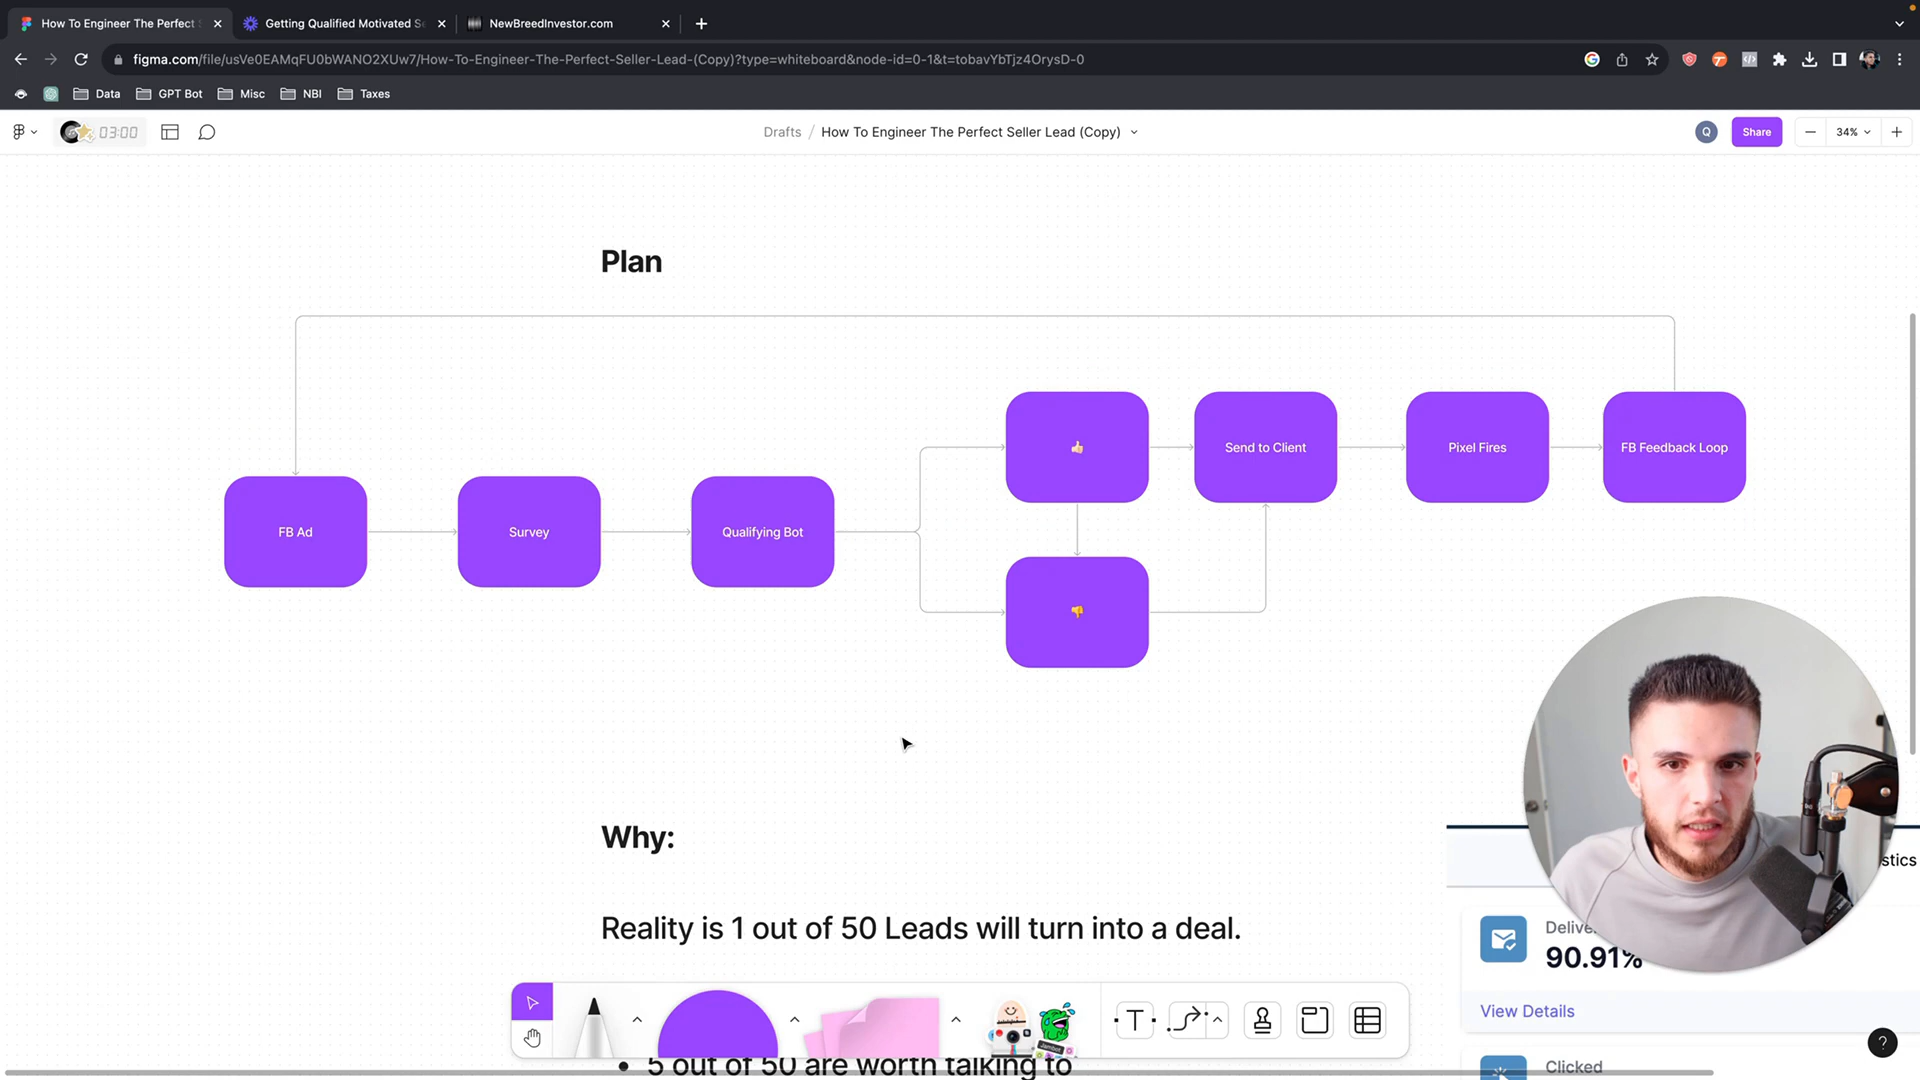 How To Engineer The Perfect S
Getting Qualified Motivated Se
NewBreedInvestor.com
figma.com/file/usVe0EAMqFU0bWANO2XUw7/How-To-Engineer-The-Perfect-Seller-Lead-(Copy)?type=whiteboard&node-id=0-1&t=tobavYbTjz4OrysD-0
Data
GPT Bot
Misc
NBI
Taxes
03:00
Drafts / How To Engineer The Perfect Seller Lead (Copy)
Q
Share
34%
Plan
Send to Client
Pixel Fires
FB Feedback Loop
FB Ad
Survey
Qualifying Bot
Why:
stics
Reality is 1 out of 50 Leads will turn into a deal.
Delive
90.91%
View Details
T
?
• 5 out of 50 are worth talking to
Clicked